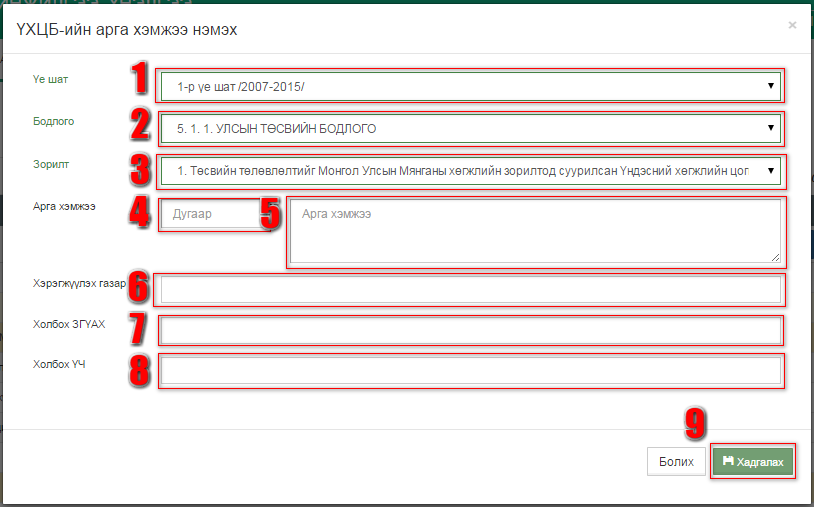 ҮХЦБ-ийн арга хэмжээ нэмэх
×
Үе шат
1
1-р үе шат /2007-2015/
Бодлого
2
5. 1. 1. УЛСЫН ТӨСВИЙН БОДЛОГО
Зорилт
3
1. Төсвийн төлөвлөлтийг Монгол Улсын Мянганы хөгжлийн зорилтод суурилсан Үндэсний хөгжлийн цог
Арга хэмжээ
4
Дугаар
5
Арга хэмжээ
Хэрэгжүүлэх газар
6
Холбох ЗГҮАХ
7
Холбох ҮЧ
8
9
Болих
Хадгалах